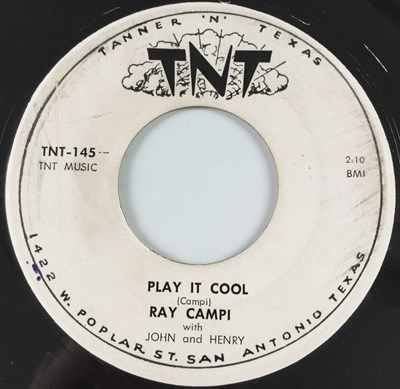 TANNER 'N' TEXAS
TNT
TNT-145
TNT MUSIC
2:10
BMI
PLAY IT COOL
(Campi)
RAY CAMPI
with
JOHN and HENRY
1422 W. POPLAR ST. SAN ANTONIO TEXAS